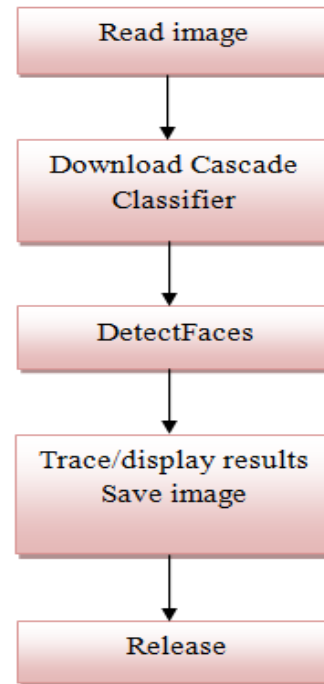 Read image
Download Cascade
Classifier
DetectFaces
Trace/display results
Save image
Release